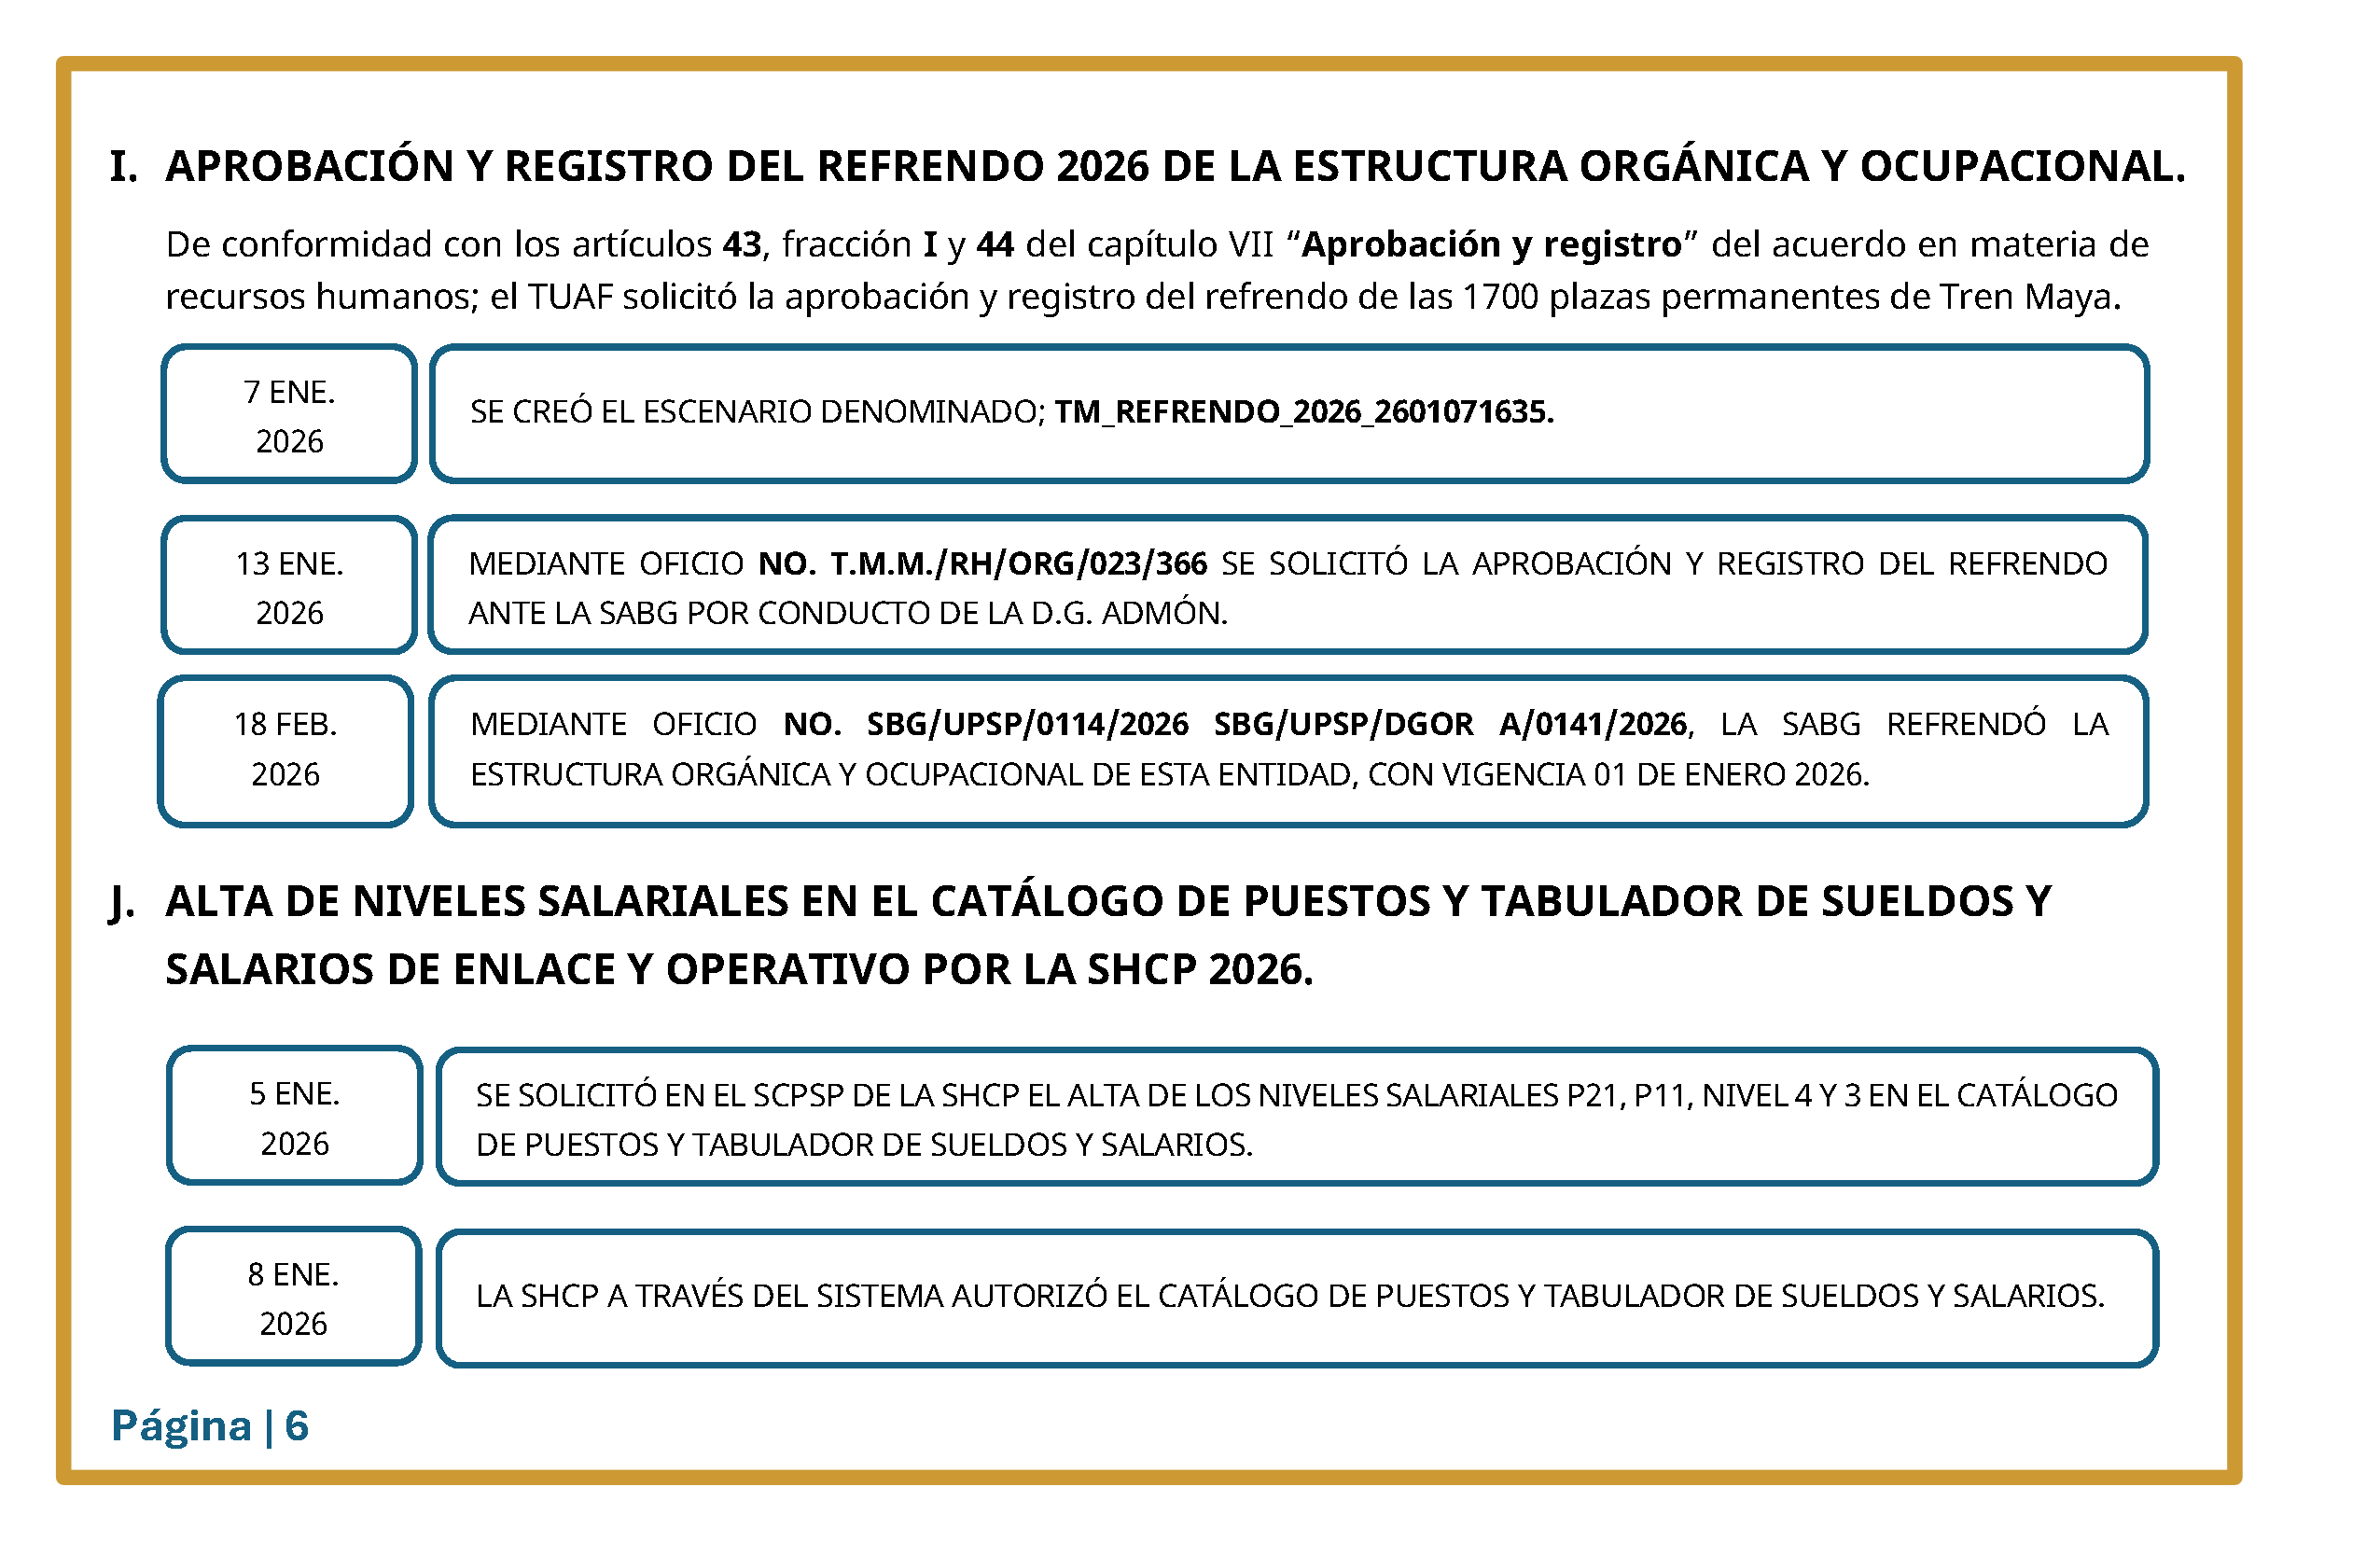 I. APROBACIÓN Y REGISTRO DEL REFRENDO 2026 DE LA ESTRUCTURA ORGÁNICA Y OCUPACIONAL.
De conformidad con los artículos 43, fracción I y 44 del capítulo VII “Aprobación y registro” del acuerdo en materia de
recursos humanos; el TUAF solicitó la aprobación y registro del refrendo de las 1700 plazas permanentes de Tren Maya.
7 ENE.
2026
SE CREÓ EL ESCENARIO DENOMINADO; TM_REFRENDO_2026_2601071635.
13 ENE.
2026
MEDIANTE OFICIO NO. T.M.M./RH/ORG/023/366 SE SOLICITÓ LA APROBACIÓN Y REGISTRO DEL REFRENDO
ANTE LA SABG POR CONDUCTO DE LA D.G. ADMÓN.
18 FEB.
2026
MEDIANTE OFICIO NO. SBG/UPSP/0114/2026 SBG/UPSP/DGOR A/0141/2026, LA SABG REFRENDÓ LA
ESTRUCTURA ORGÁNICA Y OCUPACIONAL DE ESTA ENTIDAD, CON VIGENCIA 01 DE ENERO 2026.
J. ALTA DE NIVELES SALARIALES EN EL CATÁLOGO DE PUESTOS Y TABULADOR DE SUELDOS Y
SALARIOS DE ENLACE Y OPERATIVO POR LA SHCP 2026.
5 ENE.
2026
SE SOLICITÓ EN EL SCPSP DE LA SHCP EL ALTA DE LOS NIVELES SALARIALES P21, P11, NIVEL 4 Y 3 EN EL CATÁLOGO
DE PUESTOS Y TABULADOR DE SUELDOS Y SALARIOS.
8 ENE.
2026
LA SHCP A TRAVÉS DEL SISTEMA AUTORIZÓ EL CATÁLOGO DE PUESTOS Y TABULADOR DE SUELDOS Y SALARIOS.
Página | 6